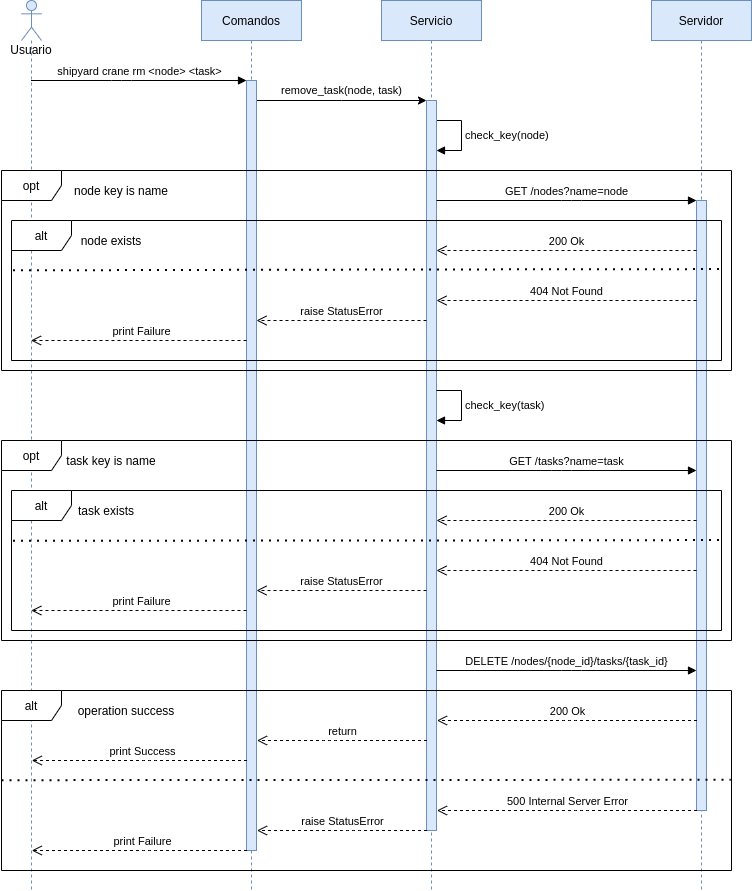 Comandos
Servicio
Servidor
Usuario
shipyard crane rm <node> <task>
remove_task(node, task)
check_key(node)
opt
node key is name
GET /nodes?name=node
alt
node exists
200 Ok
404 Not Found
raise StatusError
print Failure
check_key(task)
opt
task key is name
GET /tasks?name=task
alt
task exists
200 Ok
404 Not Found
raise StatusError
print Failure
DELETE /nodes/{node_id}/tasks/{task_id}
alt
operation success
200 Ok
return
print Success
500 Internal Server Error
raise StatusError
print Failure